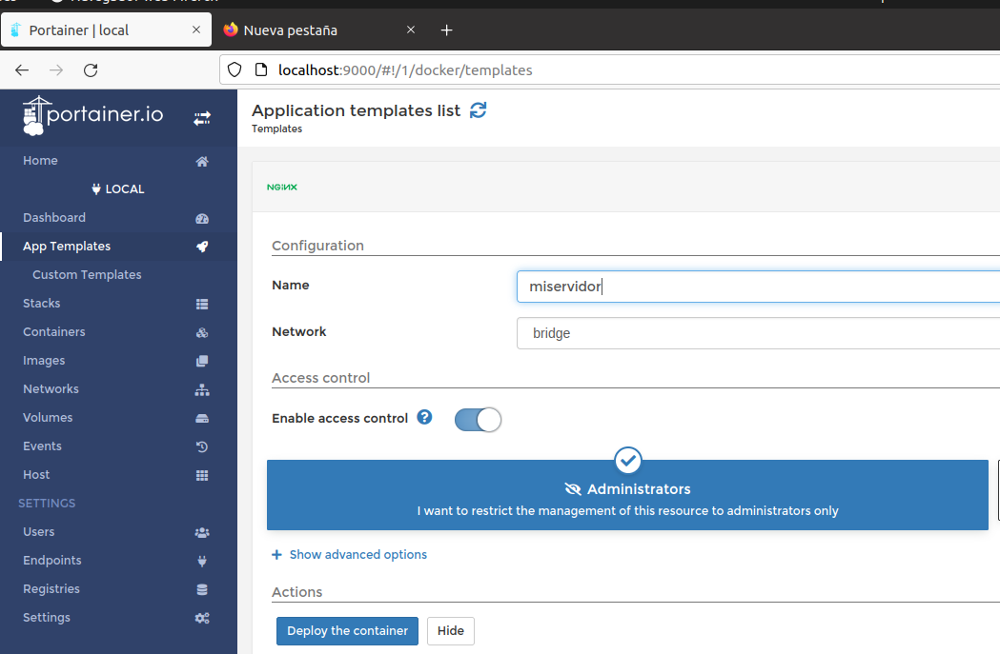 Portainer | local
Nueva pestaña
localhost:9000/#!/1/docker/templates
portainer.io
Application templates list
Templates
Home
LOCAL
NGINX
Dashboard
App Templates
Configuration
Custom Templates
Name
miservidor
Stacks
Containers
Network
bridge
Images
Access control
Networks
Volumes
Enable access control
Events
Host
Administrators
SETTINGS
I want to restrict the management of this resource to administrators only
Users
Endpoints
Show advanced options
Registries
Actions
Settings
Deploy the container
Hide